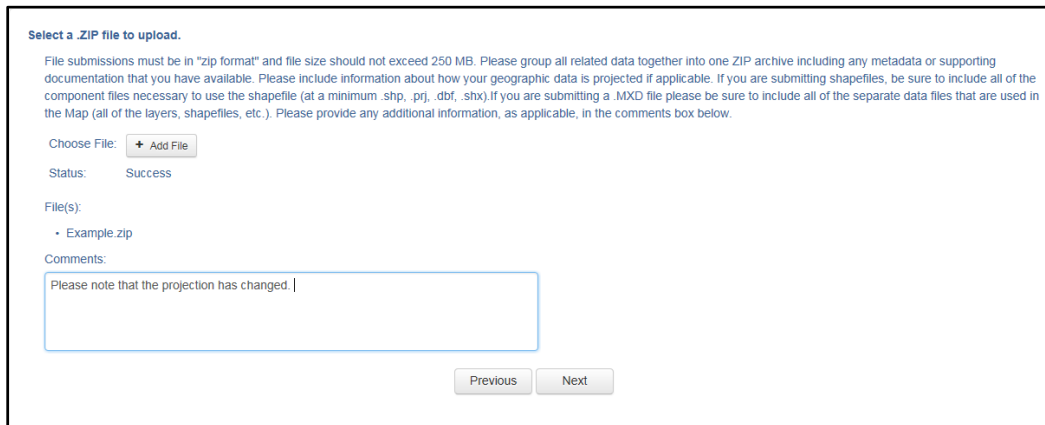 Select a .ZIP file to upload.
File submissions must be in "zip format" and file size should not exceed 250 MB. Please group all related data together into one ZIP archive including any metadata or supporting
documentation that you have available. Please include information about how your geographic data is projected if applicable. If you are submitting shapefiles, be sure to include all of the
component files necessary to use the shapefile (at a minimum .shp, .prj, .dbf, .shx).If you are submitting a .MXD file please be sure to include all of the separate data files that are used in
the Map (all of the layers, shapefiles, etc.). Please provide any additional information, as applicable, in the comments box below.
Choose File: + Add File
Status: Success
File(s):
• Example.zip
Comments:
Please note that the projection has changed.
Previous Next